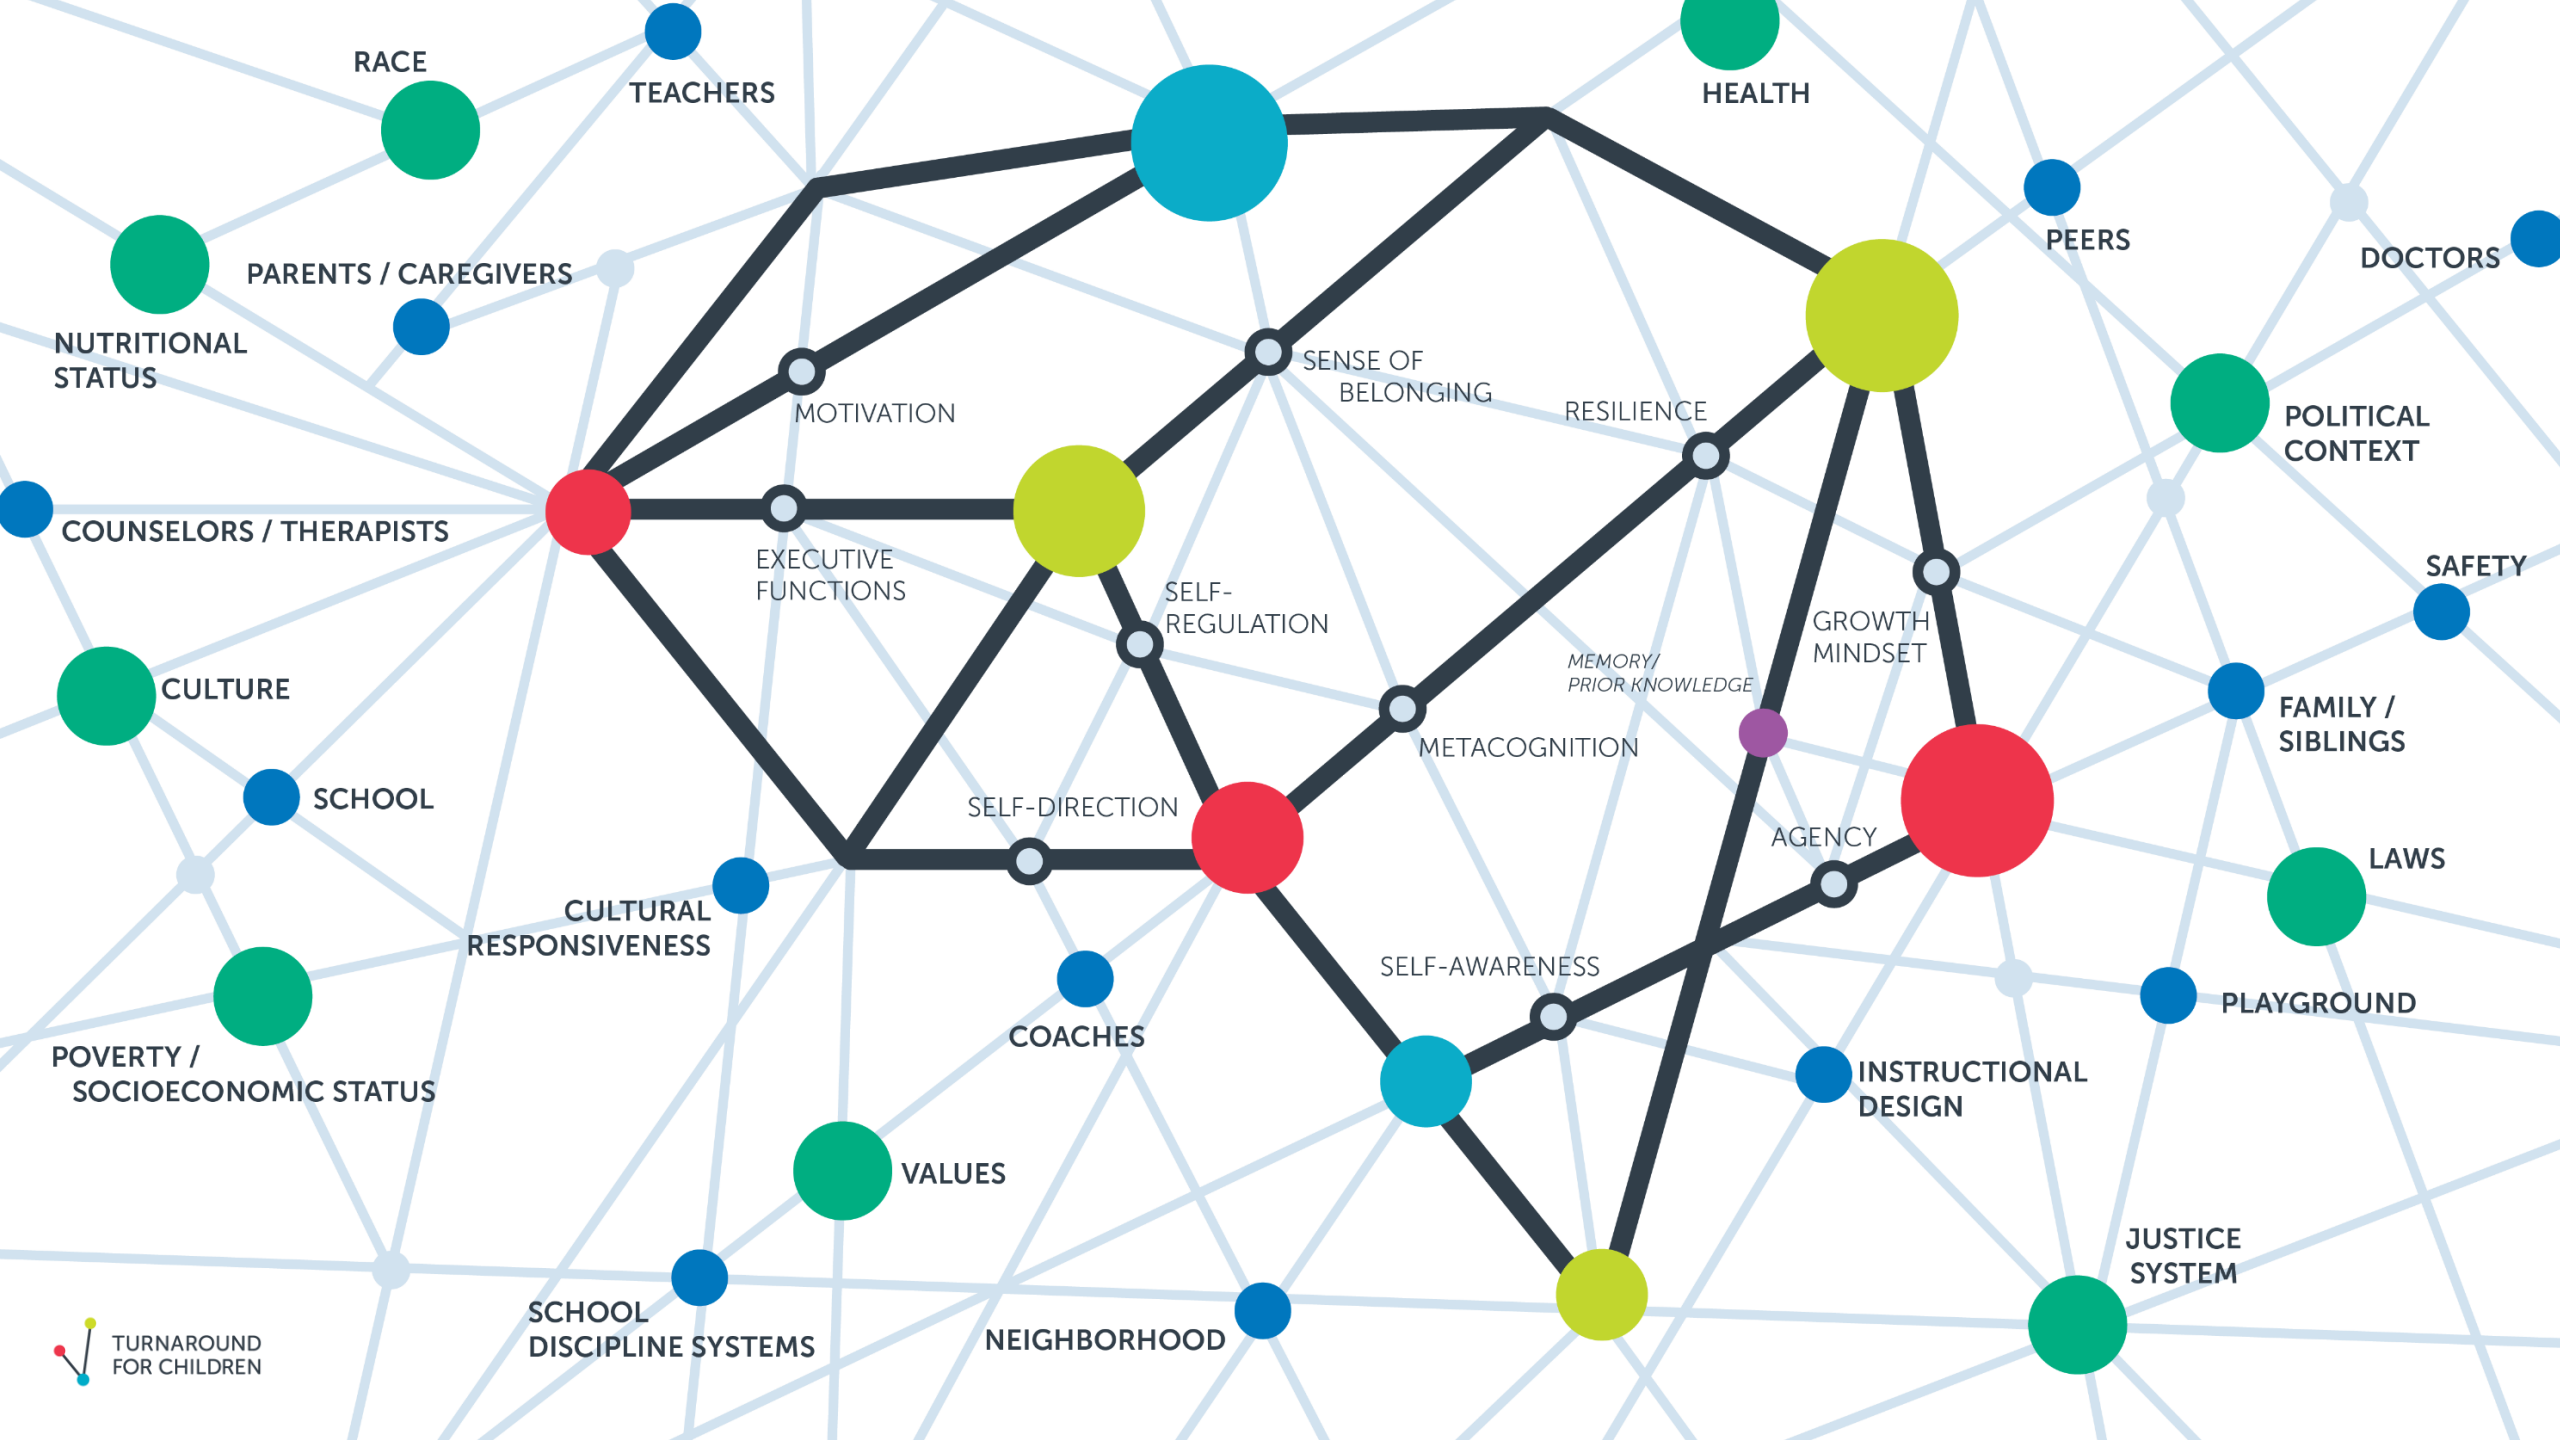 RACE
TEACHERS
HEALTH
NUTRITIONAL
STATUS
PARENTS / CAREGIVERS
PEERS
DOCTORS
MOTIVATION
SENSE OF
BELONGING
RESILIENCE
POLITICAL
CONTEXT
COUNSELORS / THERAPISTS
EXECUTIVE
FUNCTIONS
SELF-
REGULATION
GROWTH
MINDSET
SAFETY
MEMORY/
PRIOR KNOWLEDGE
CULTURE
METACOGNITION
FAMILY /
SIBLINGS
SCHOOL
SELF-DIRECTION
AGENCY
LAWS
CULTURAL
RESPONSIVENESS
SELF-AWARENESS
PLAYGROUND
POVERTY /
SOCIOECONOMIC STATUS
COACHES
INSTRUCTIONAL
DESIGN
VALUES
JUSTICE
SYSTEM
SCHOOL
DISCIPLINE SYSTEMS
NEIGHBORHOOD
TURNAROUND
FOR CHILDREN